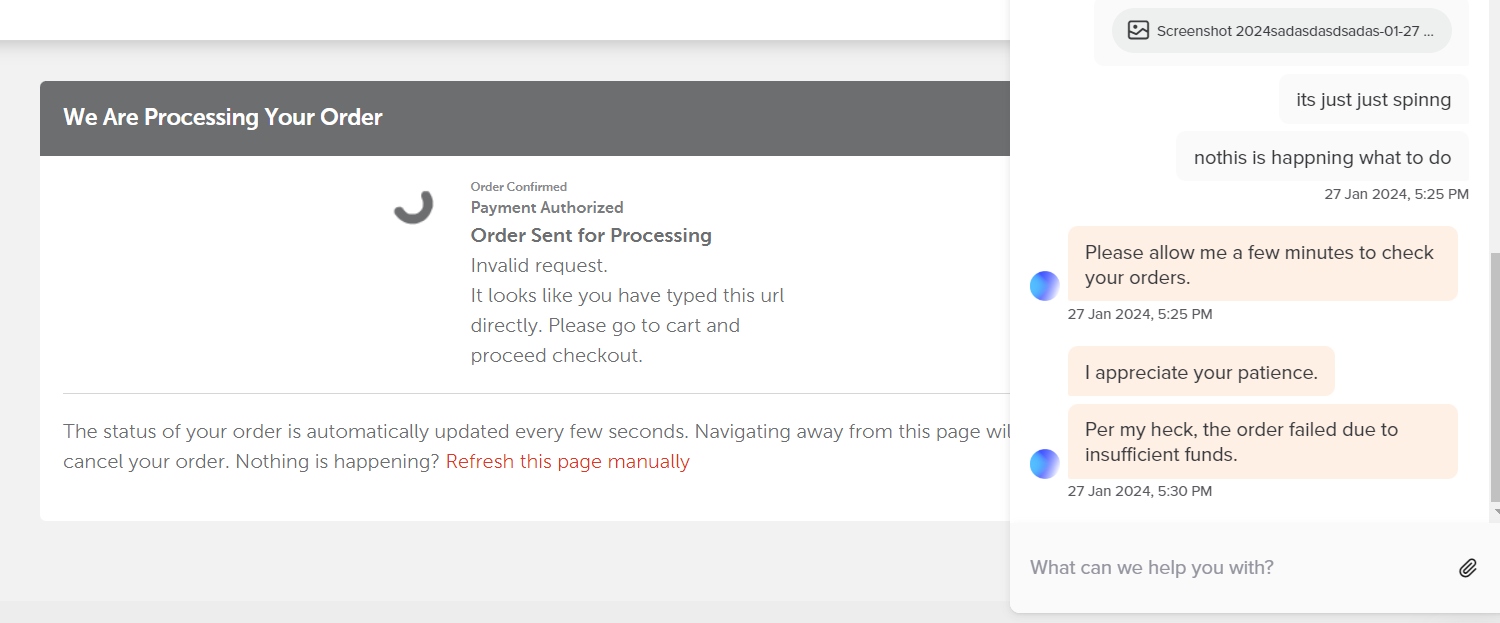 We Are Processing Your Order
Order Confirmed
Payment Authorized
Order Sent for Processing
Invalid request.
It looks like you have typed this url
directly. Please go to cart and
proceed checkout.
The status of your order is automatically updated every few seconds. Navigating away from this page wil
cancel your order. Nothing is happening? Refresh this page manually
Screenshot 2024sadasdasdsadas-01-27 ...
its just just spinng
nothis is happning what to do
27 Jan 2024, 5:25 PM
Please allow me a few minutes to check
your orders.
27 Jan 2024, 5:25 PM
I appreciate your patience.
Per my heck, the order failed due to
insufficient funds.
27 Jan 2024, 5:30 PM
What can we help you with?